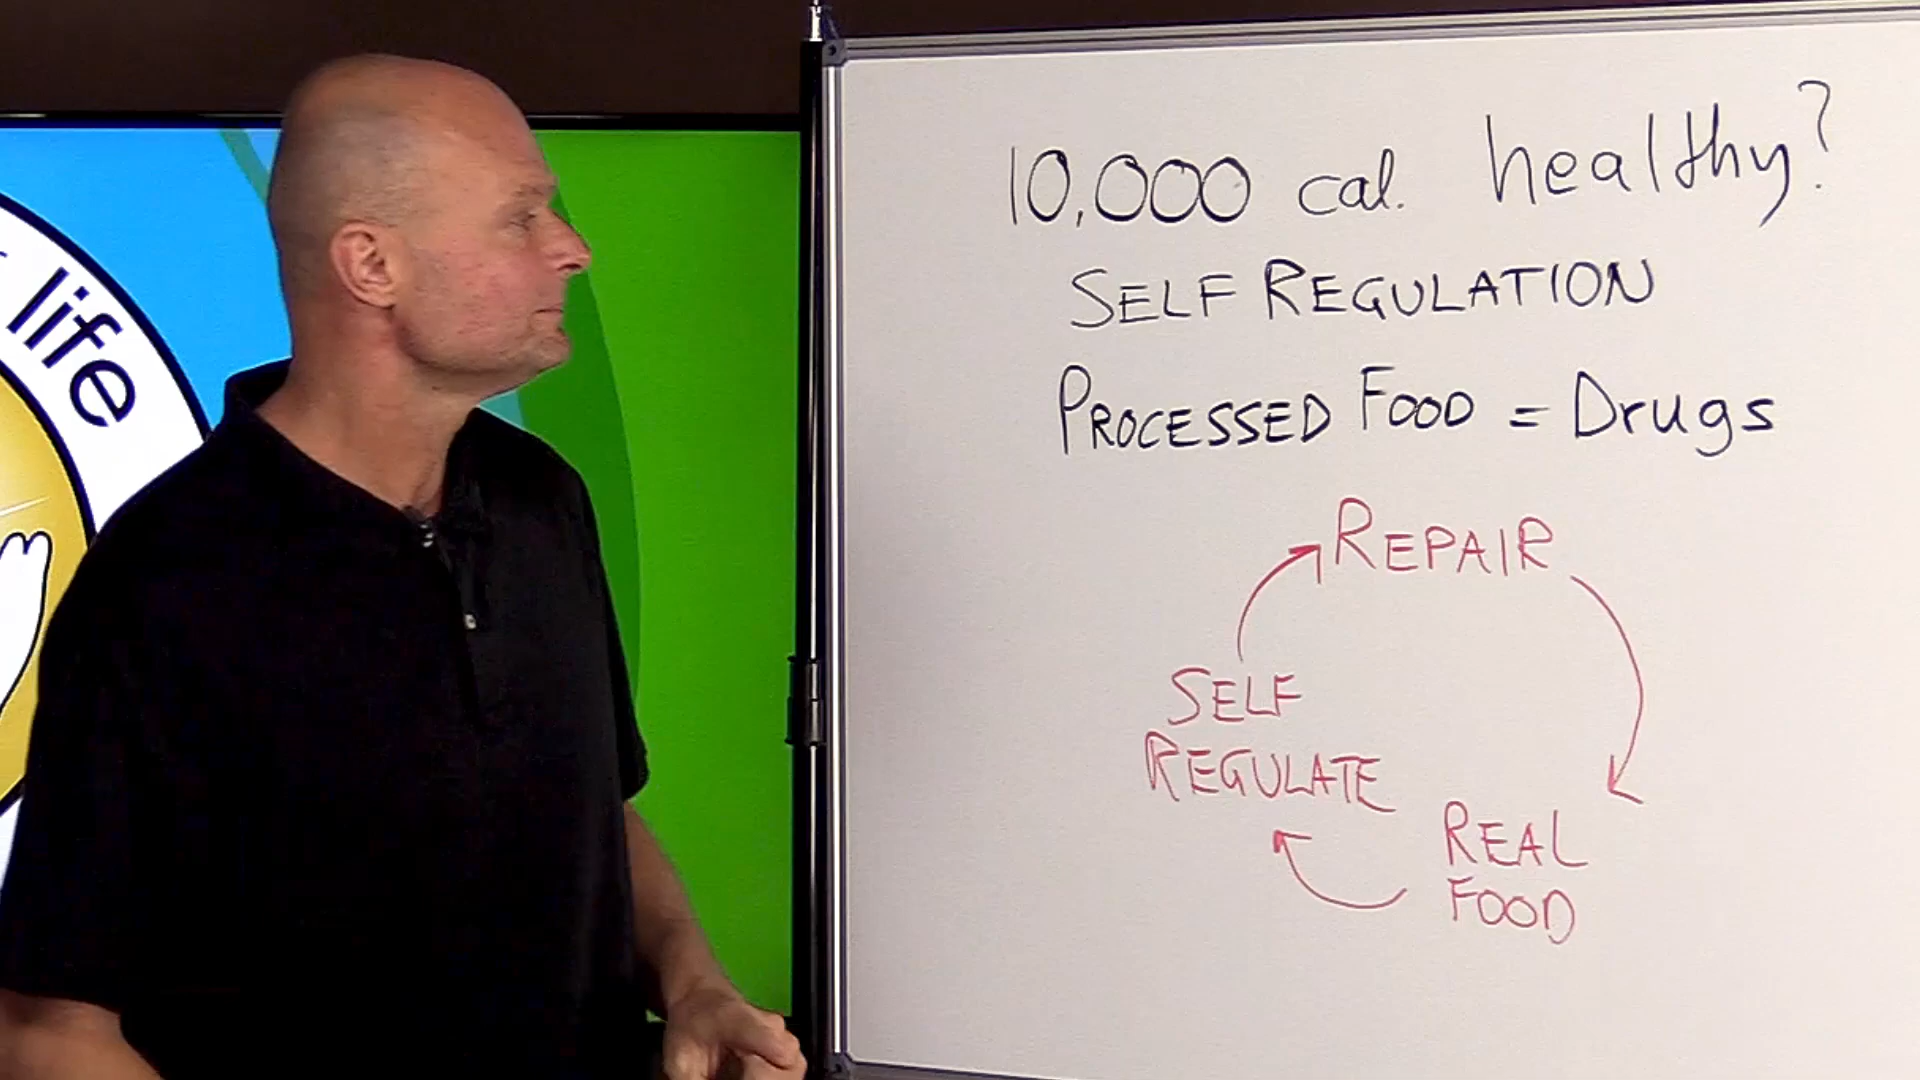 life
10,000 cal. healthy?
SELF REGULATION
PROCESSED FOOD = Drugs
REPAIR
SELF
REGULATE
REAL
FOOD